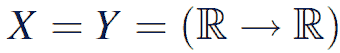 X = Y = (ℝ → ℝ)